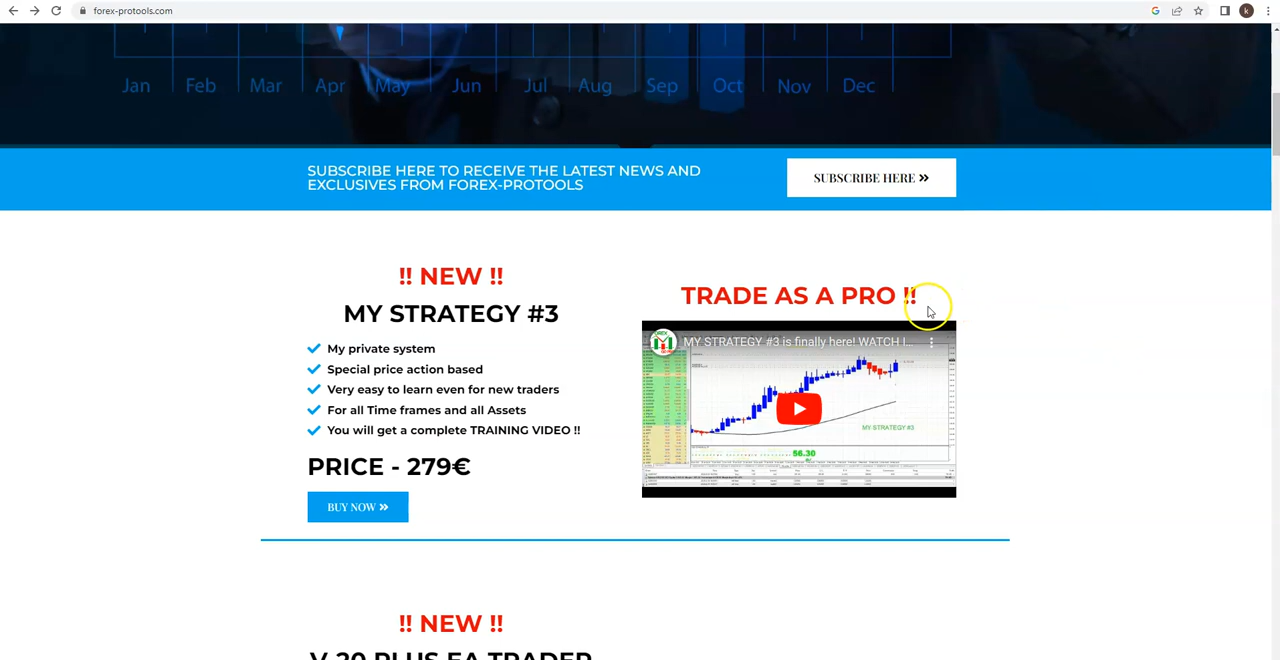 forex-protools.com
Jan Feb Mar Apr May Jun Jul Aug Sep Oct Nov Dec
SUBSCRIBE HERE TO RECEIVE THE LATEST NEWS AND
EXCLUSIVES FROM FOREX-PROTOOLS
SUBSCRIBE HERE »
!! NEW !!
MY STRATEGY #3
My private system
Special price action based
Very easy to learn even for new traders
For all Time frames and all Assets
You will get a complete TRAINING VIDEO !!
PRICE - 279€
BUY NOW »
TRADE AS A PRO !!
MY STRATEGY #3 is finally here! WATCH I...
MY STRATEGY #3
56.30
!! NEW !!
V 20 PLUS EA TRADER